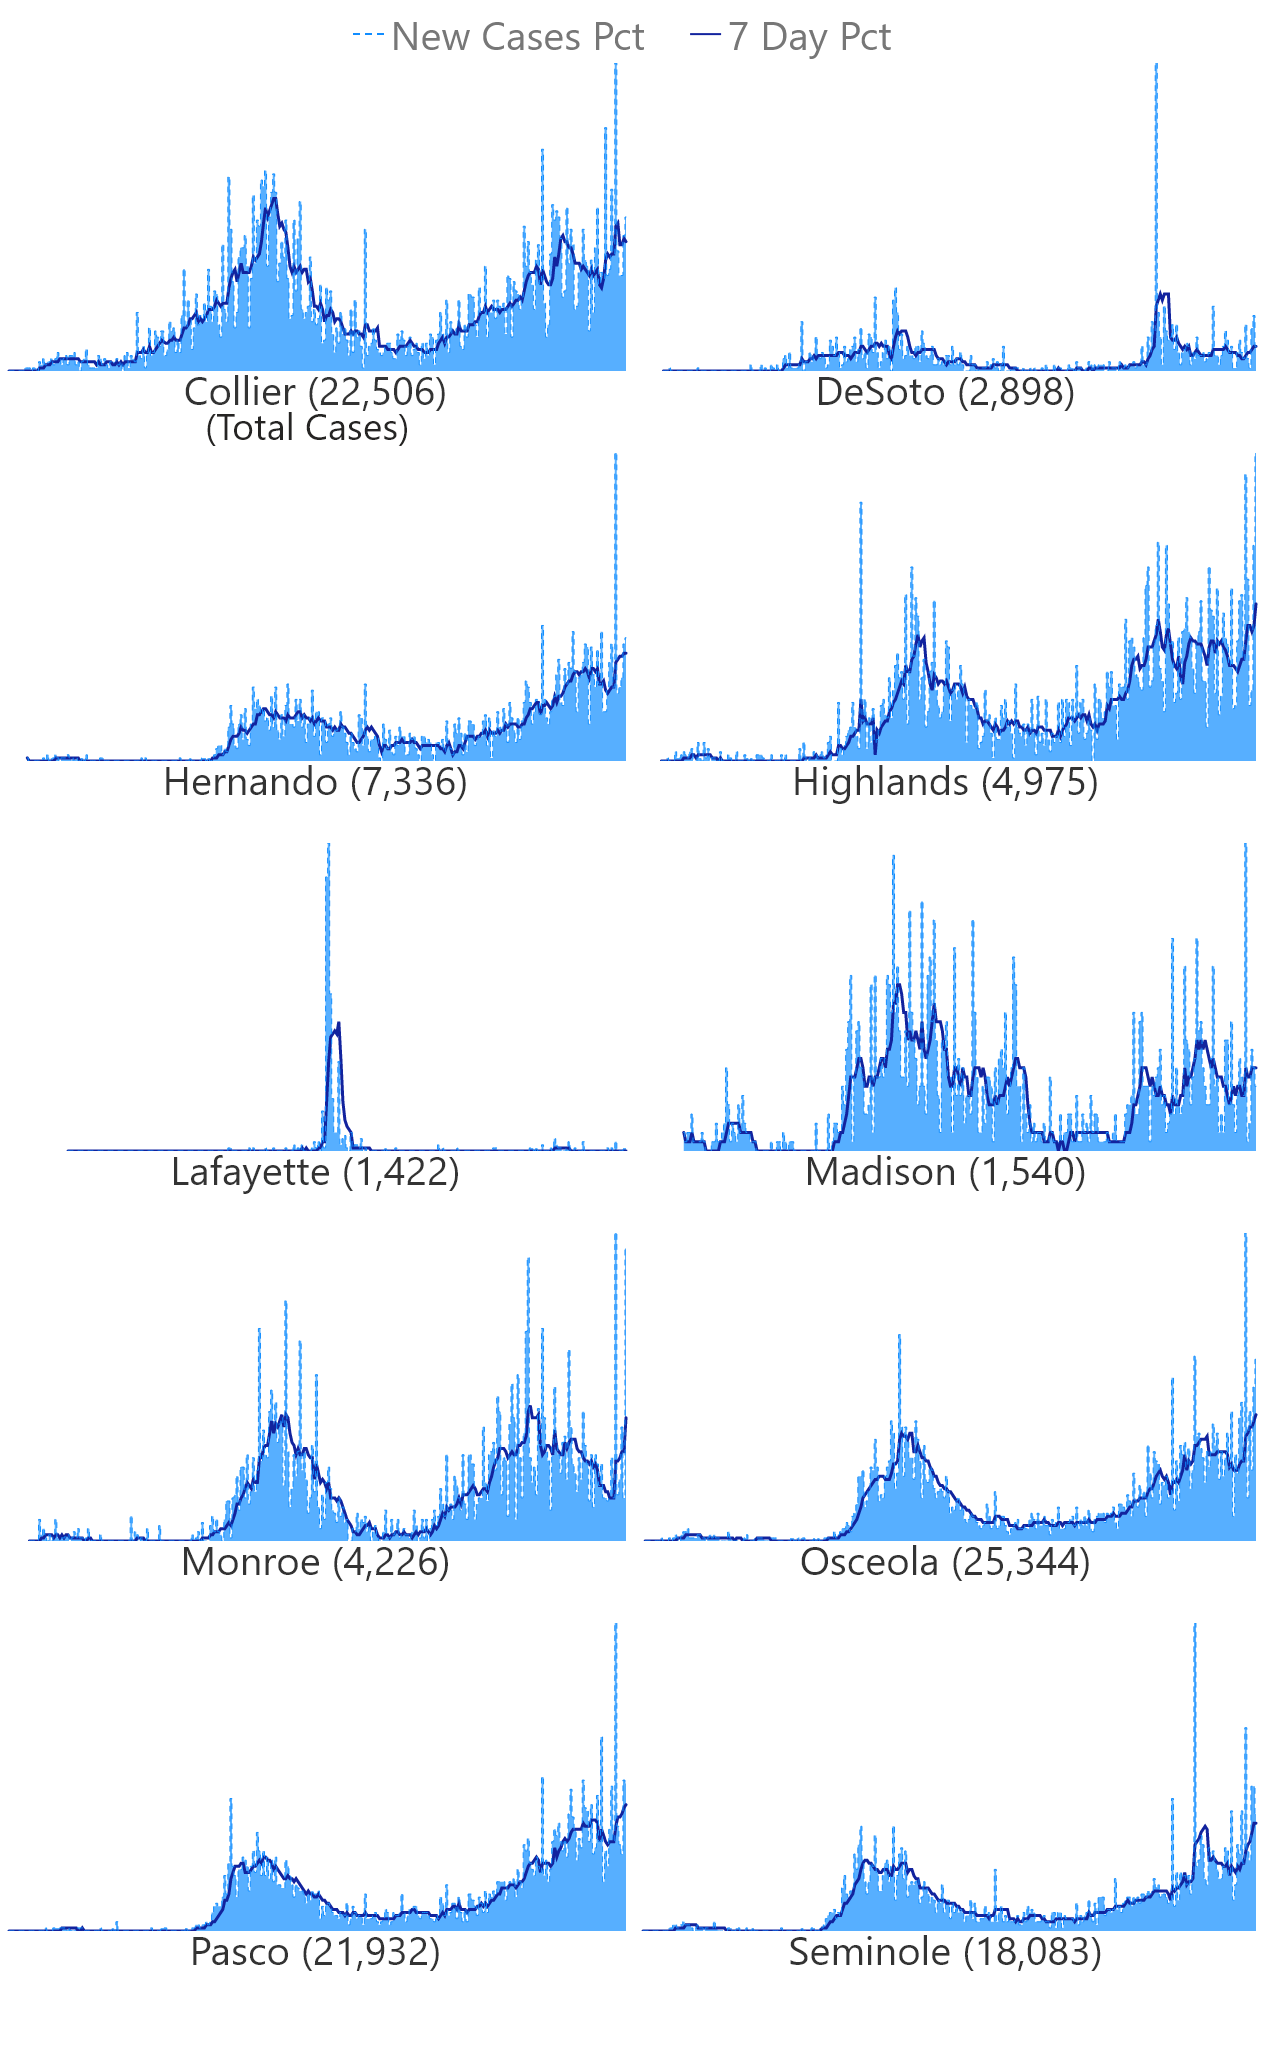 New Cases Pct 7 Day Pct
Collier (22,506) DeSoto (2,898)
(Total Cases)
Hernando (7,336) Highlands (4,975)
Lafayette (1,422) Madison (1,540)
Monroe (4,226) Osceola (25,344)
Pasco (21,932) Seminole (18,083)